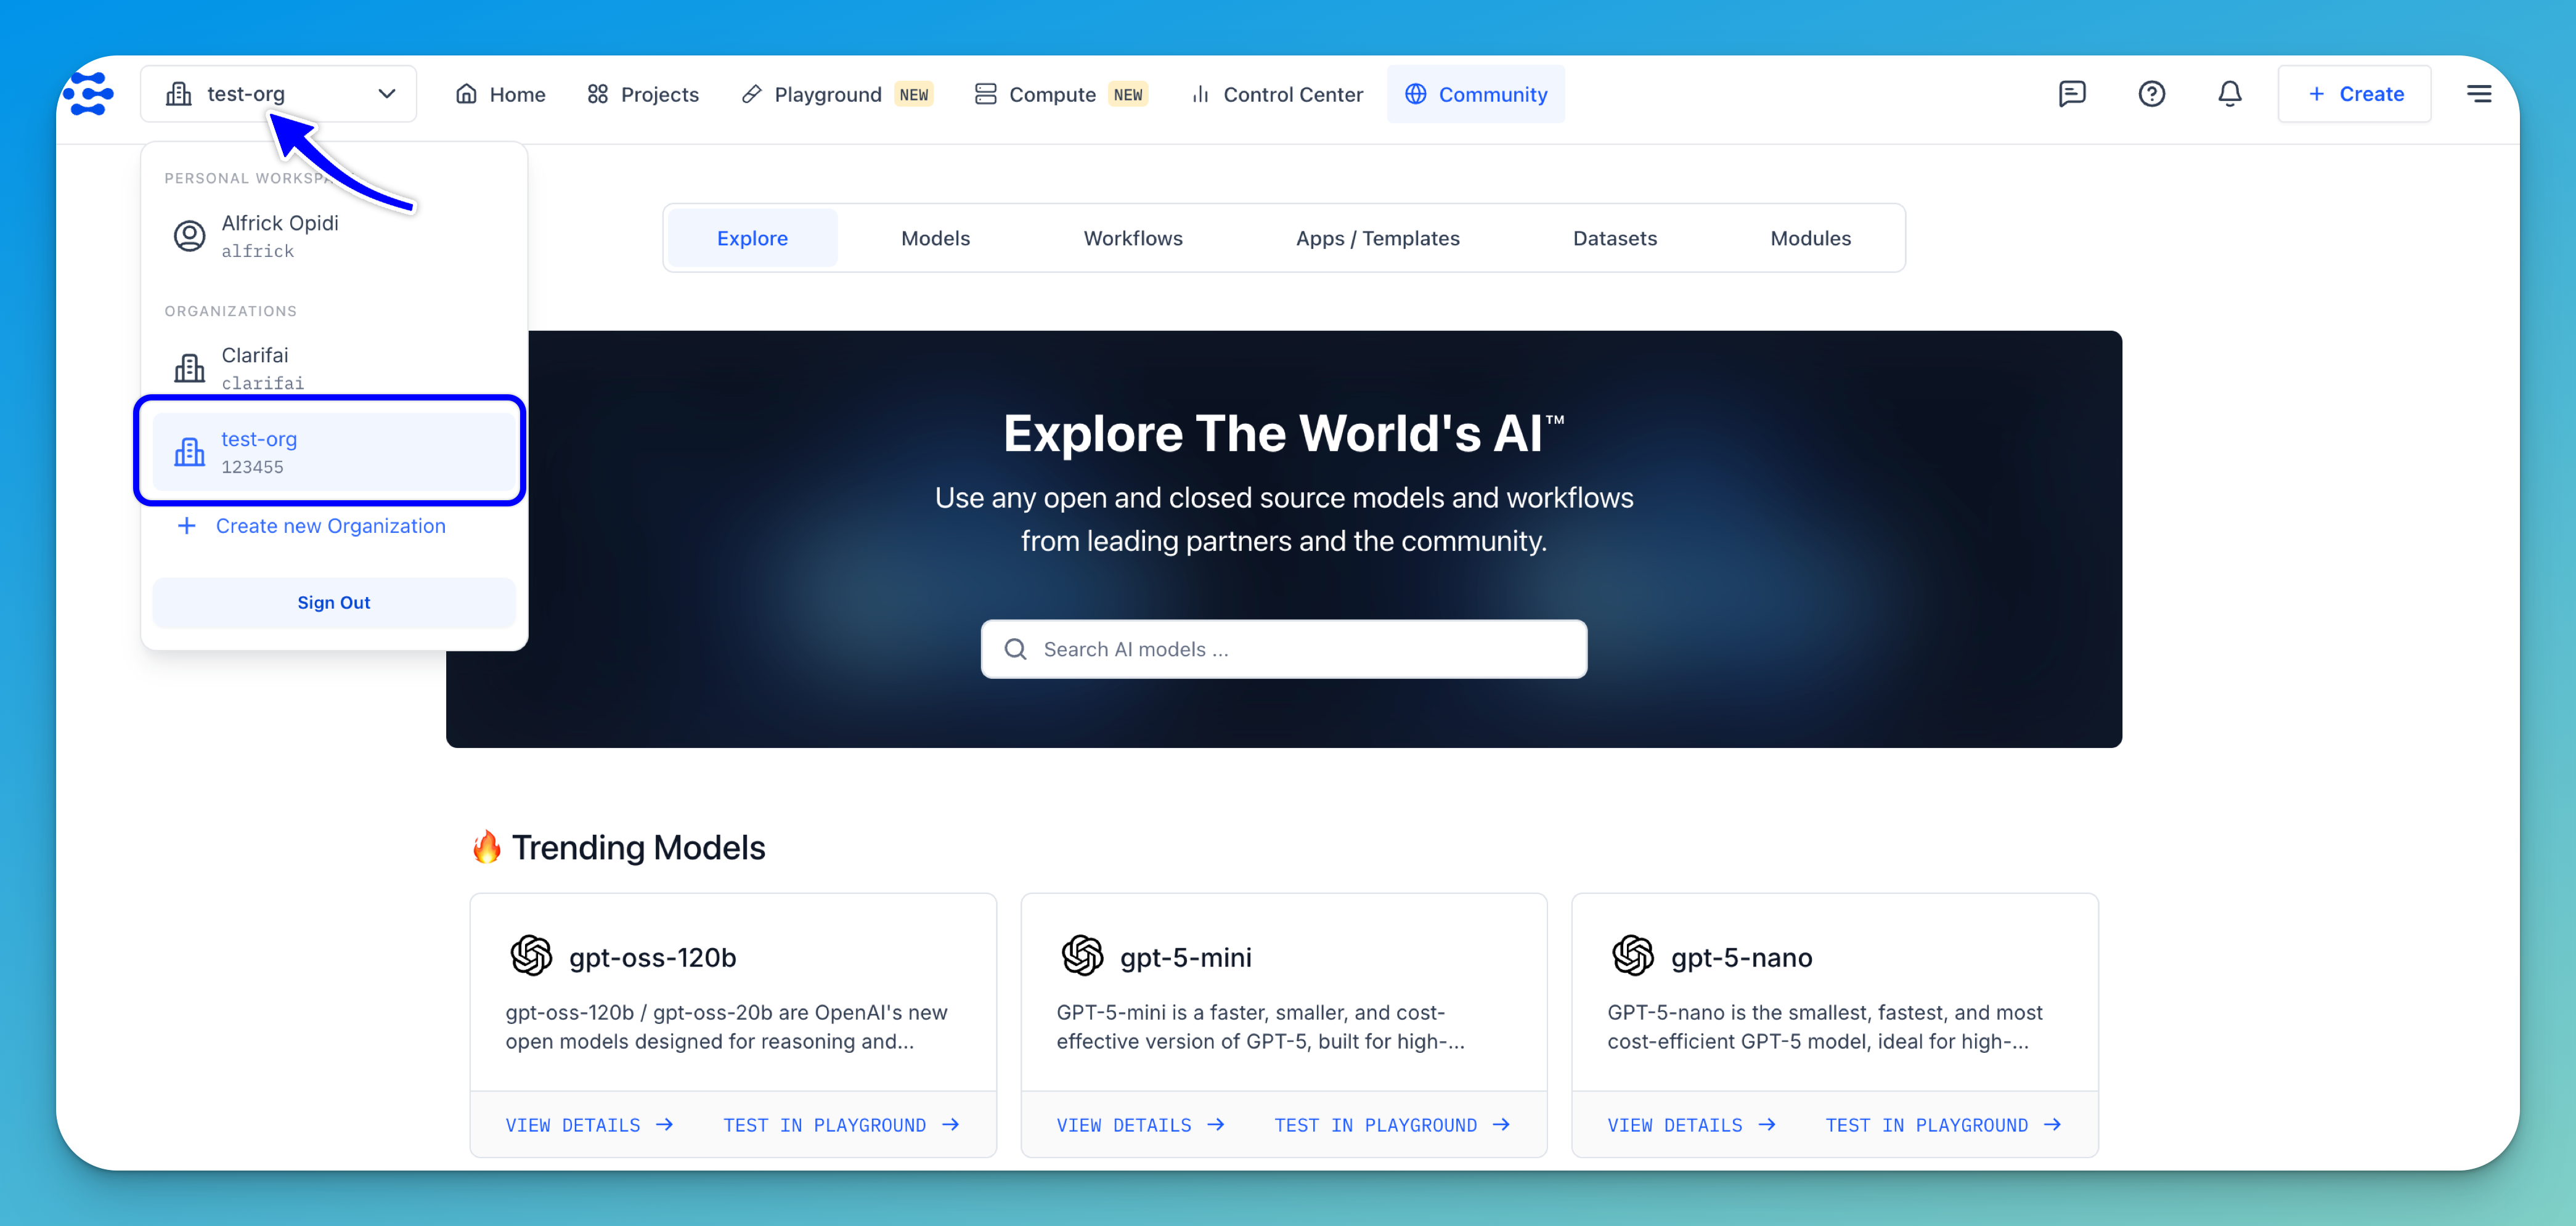 test-org
Home
Projects
Playground NEW
Compute NEW
Control Center
Community
+ Create
PERSONAL WORKSPA
Alfrick Opidi
alfrick
ORGANIZATIONS
Clarifai
clarifai
test-org
123455
+ Create new Organization
Sign Out
Explore
Models
Workflows
Apps / Templates
Datasets
Modules
Explore The World's AI™
Use any open and closed source models and workflows
from leading partners and the community.
Search AI models ...
🔥 Trending Models
gpt-oss-120b
gpt-oss-120b / gpt-oss-20b are OpenAI's new
open models designed for reasoning and...
VIEW DETAILS →
TEST IN PLAYGROUND →
gpt-5-mini
GPT-5-mini is a faster, smaller, and cost-
effective version of GPT-5, built for high-...
VIEW DETAILS →
TEST IN PLAYGROUND →
gpt-5-nano
GPT-5-nano is the smallest, fastest, and most
cost-efficient GPT-5 model, ideal for high-...
VIEW DETAILS →
TEST IN PLAYGROUND →